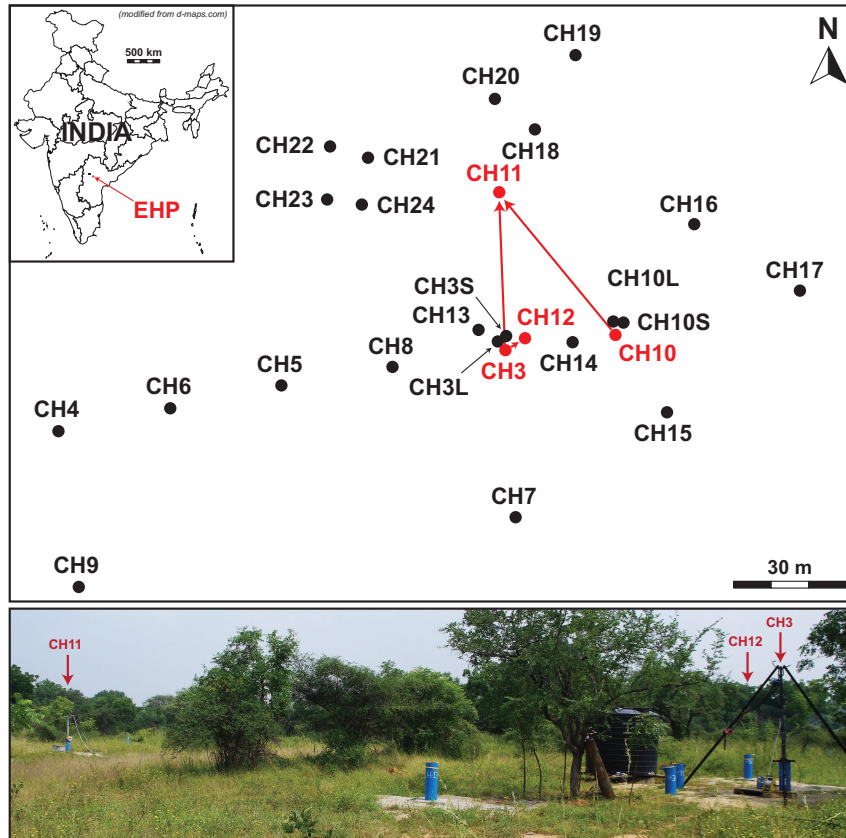 (modified from d-maps.com)
500 km
INDIA
EHP
N
CH19
CH20
CH18
CH22
CH21
CH11
CH23
CH24
CH16
CH10L
CH17
CH3S
CH13
CH12
CH10S
CH8
CH14
CH10
CH3
CH5
CH3L
CH6
CH4
CH15
CH7
CH9
30 m
CH3
CH11
CH12